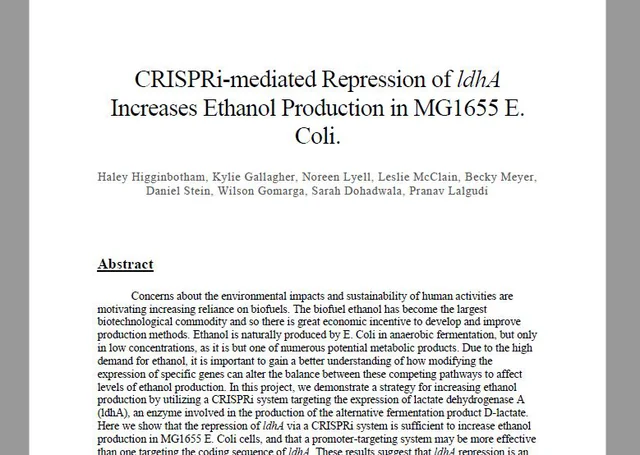 CRISPRi-mediated Repression of ldhA
Increases Ethanol Production in MG1655 E.
Coli.
Haley Higginbotham, Kylie Gallagher, Noreen Lyell, Leslie McClain, Becky Meyer,
Daniel Stein, Wilson Gomarga, Sarah Dohadwala, Pranav Lalgudi
Abstract
Concerns about the environmental impacts and sustainability of human activities are
motivating increasing reliance on biofuels. The biofuel ethanol has become the largest
biotechnological commodity and so there is great economic incentive to develop and improve
production methods. Ethanol is naturally produced by E. Coli in anaerobic fermentation, but only
in low concentrations, as it is but one of numerous potential metabolic products. Due to the high
demand for ethanol, it is important to gain a better understanding of how modifying the
expression of specific genes can alter the balance between these competing pathways to affect
levels of ethanol production. In this project, we demonstrate a strategy for increasing ethanol
production by utilizing a CRISPRi system targeting the expression of lactate dehydrogenase A
(ldhA), an enzyme involved in the production of the alternative fermentation product D-lactate.
Here we show that the repression of ldhA via a CRISPRi system is sufficient to increase ethanol
production in MG1655 E. Coli cells, and that a promoter-targeting system may be more effective
than one targeting the coding sequence of ldhA. These results suggest that ldhA repression is an